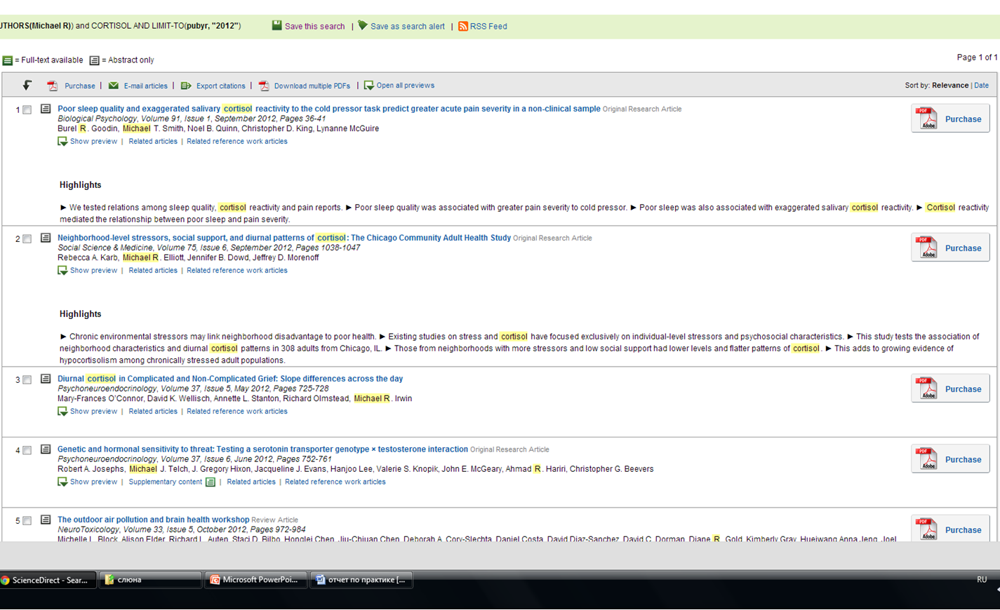 UTHORS(Michael R)) and CORTISOL AND LIMIT-TO(pubyr, "2012") Save this search | Save as search alert | RSS Feed
= Full-text available = Abstract only Page 1 of 1
Purchase | E-mail articles | Export citations | Download multiple PDFs | Open all previews Sort by: Relevance | Date
1 Poor sleep quality and exaggerated salivary cortisol reactivity to the cold pressor task predict greater acute pain severity in a non-clinical sample Original Research Article
Biological Psychology, Volume 91, Issue 1, September 2012, Pages 36-41
Burel R. Goodin, Michael T. Smith, Noel B. Quinn, Christopher D. King, Lynanne McGuire
PDF Adobe Purchase
Show preview | Related articles | Related reference work articles
Highlights
► We tested relations among sleep quality, cortisol reactivity and pain reports. ► Poor sleep quality was associated with greater pain severity to cold pressor. ► Poor sleep was also associated with exaggerated salivary cortisol reactivity. ► Cortisol reactivity
mediated the relationship between poor sleep and pain severity.
2 Neighborhood-level stressors, social support, and diurnal patterns of cortisol: The Chicago Community Adult Health Study Original Research Article
Social Science & Medicine, Volume 75, Issue 6, September 2012, Pages 1038-1047
Rebecca A. Karb, Michael R. Elliott, Jennifer B. Dowd, Jeffrey D. Morenoff
PDF Adobe Purchase
Show preview | Related articles | Related reference work articles
Highlights
► Chronic environmental stressors may link neighborhood disadvantage to poor health. ► Existing studies on stress and cortisol have focused exclusively on individual-level stressors and psychosocial characteristics. ► This study tests the association of
neighborhood characteristics and diurnal cortisol patterns in 308 adults from Chicago, IL. ► Those from neighborhoods with more stressors and low social support had lower levels and flatter patterns of cortisol. ► This adds to growing evidence of
hypocortisolism among chronically stressed adult populations.
3 Diurnal cortisol in Complicated and Non-Complicated Grief: Slope differences across the day
Psychoneuroendocrinology, Volume 37, Issue 5, May 2012, Pages 725-728
Mary-Frances O'Connor, David K. Wellisch, Annette L. Stanton, Richard Olmstead, Michael R. Irwin
PDF Adobe Purchase
Show preview | Related articles | Related reference work articles
4 Genetic and hormonal sensitivity to threat: Testing a serotonin transporter genotype × testosterone interaction Original Research Article
Psychoneuroendocrinology, Volume 37, Issue 6, June 2012, Pages 752-761
Robert A. Josephs, Michael J. Telch, J. Gregory Hixon, Jacqueline J. Evans, Hanjoo Lee, Valerie S. Knopik, John E. McGeary, Ahmad R. Hariri, Christopher G. Beevers
PDF Adobe Purchase
Show preview | Supplementary content | Related articles | Related reference work articles
5 The outdoor air pollution and brain health workshop Review Article
NeuroToxicology, Volume 33, Issue 5, October 2012, Pages 972-984
Michelle L. Block, Alison Elder, Richard L. Auten, Staci D. Bilbo, Honglei Chen, Jiu-Chiuan Chen, Deborah A. Cory-Slechta, Daniel Costa, David Diaz-Sanchez, David C. Dorman, Diane R. Gold, Kimberly Gray, Hueiwang Anna Jeng, Joel
PDF Adobe Purchase
ScienceDirect - Sear... слюна Microsoft PowerPoi... отчет по практике [... RU